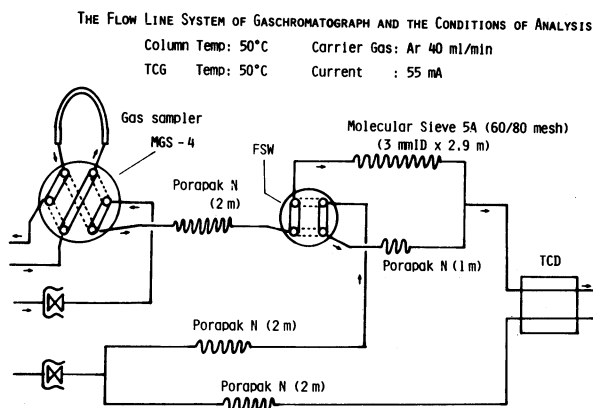 THE FLOW LINE SYSTEM OF GASCHROMATOGRAPH AND THE CONDITIONS OF ANALYSIS
Column Temp: 50°C Carrier Gas: Ar 40 ml/min
TCG Temp: 50°C Current : 55 mA
Gas sampler
MGS-4
FSW
Molecular Sieve 5A (60/80 mesh)
(3 mmID x 2.9 m)
Porapak N
(2 m)
Porapak N (1 m)
TCD
Porapak N (2 m)
Porapak N (2 m)